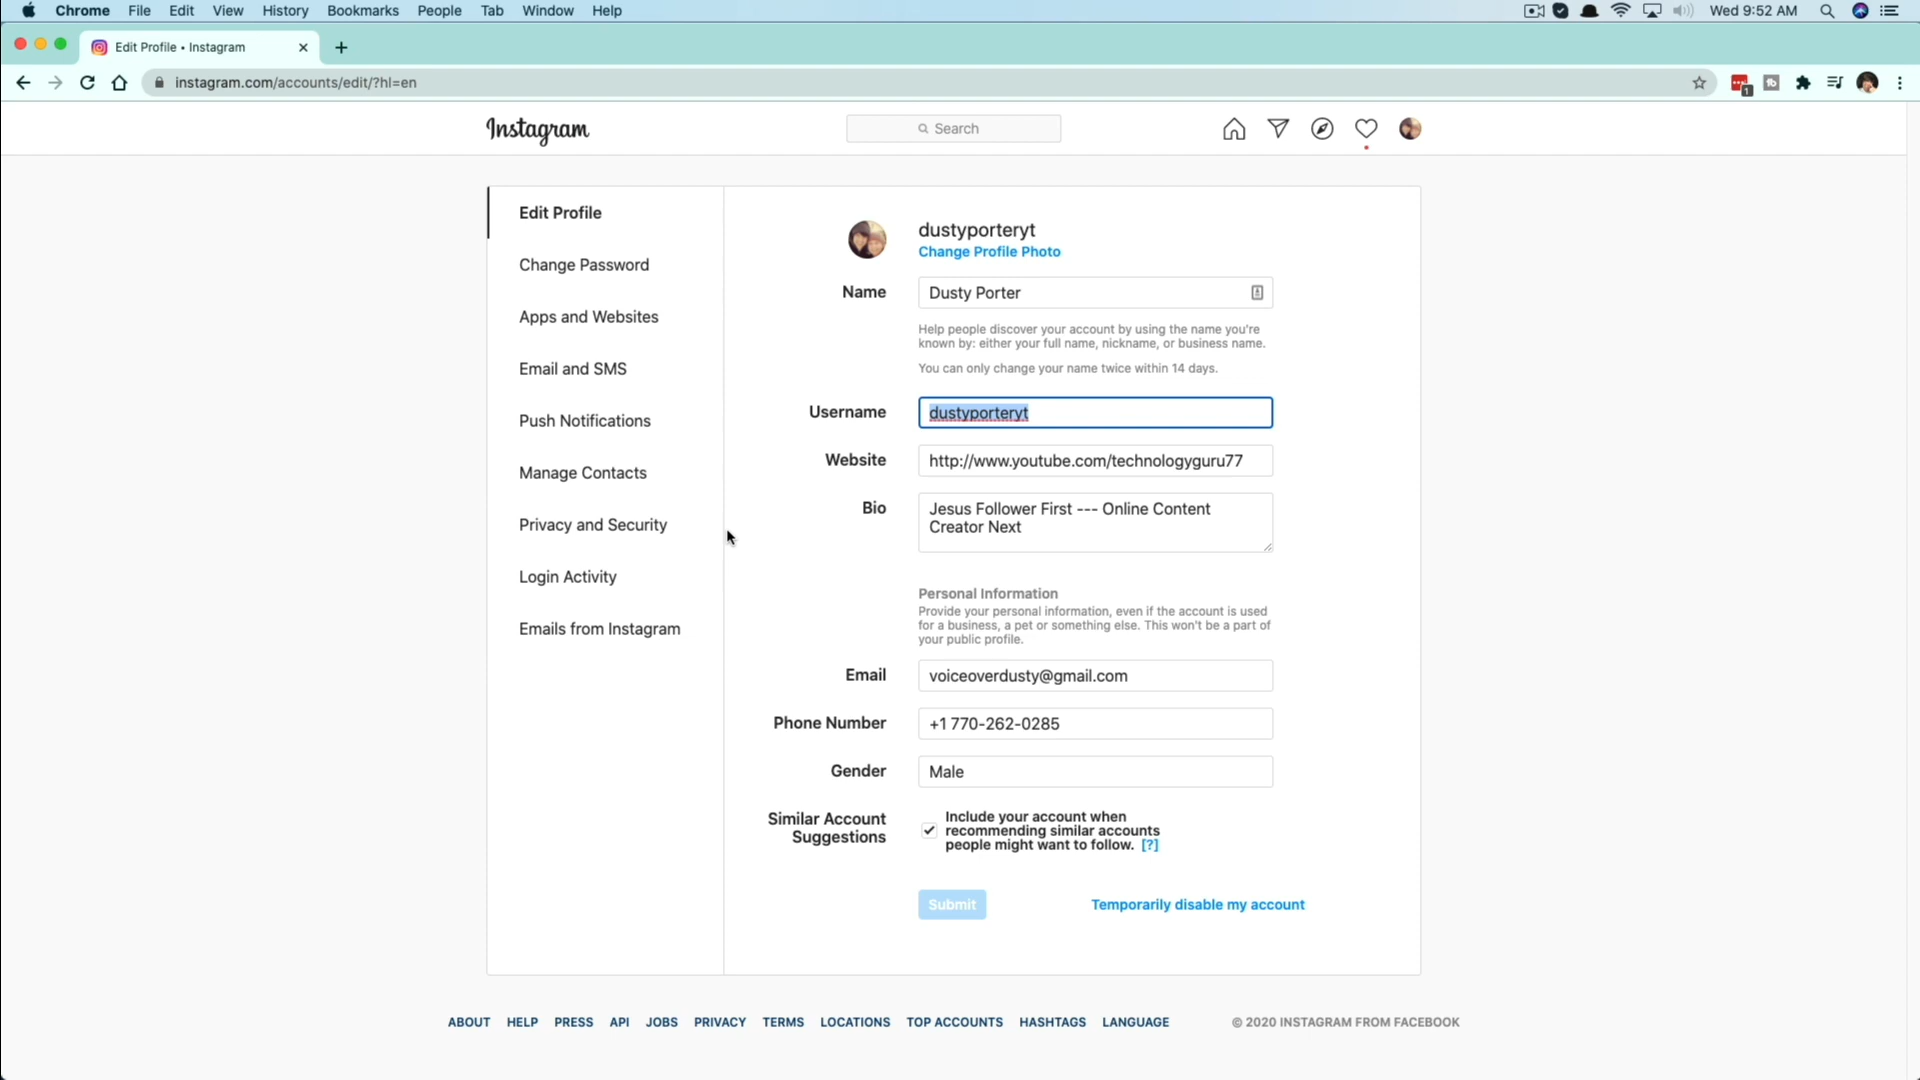 Chrome File Edit View History Bookmarks People Tab Window Help Wed 9:52 AM
Edit Profile • Instagram
instagram.com/accounts/edit/?hl=en
1
Instagram
Search
Edit Profile
Change Password
Apps and Websites
Email and SMS
Push Notifications
Manage Contacts
Privacy and Security
Login Activity
Emails from Instagram
dustyporteryt
Change Profile Photo
Name Dusty Porter
Help people discover your account by using the name you're
known by: either your full name, nickname, or business name.
You can only change your name twice within 14 days.
Username dustyporteryt
Website http://www.youtube.com/technologyguru77
Bio Jesus Follower First --- Online Content
Creator Next
Personal Information
Provide your personal information, even if the account is used
for a business, a pet or something else. This won't be a part of
your public profile.
Email voiceoverdusty@gmail.com
Phone Number +1 770-262-0285
Gender Male
Similar Account
Suggestions
Include your account when
recommending similar accounts
people might want to follow. [?]
Submit Temporarily disable my account
ABOUT HELP PRESS API JOBS PRIVACY TERMS LOCATIONS TOP ACCOUNTS HASHTAGS LANGUAGE © 2020 INSTAGRAM FROM FACEBOOK